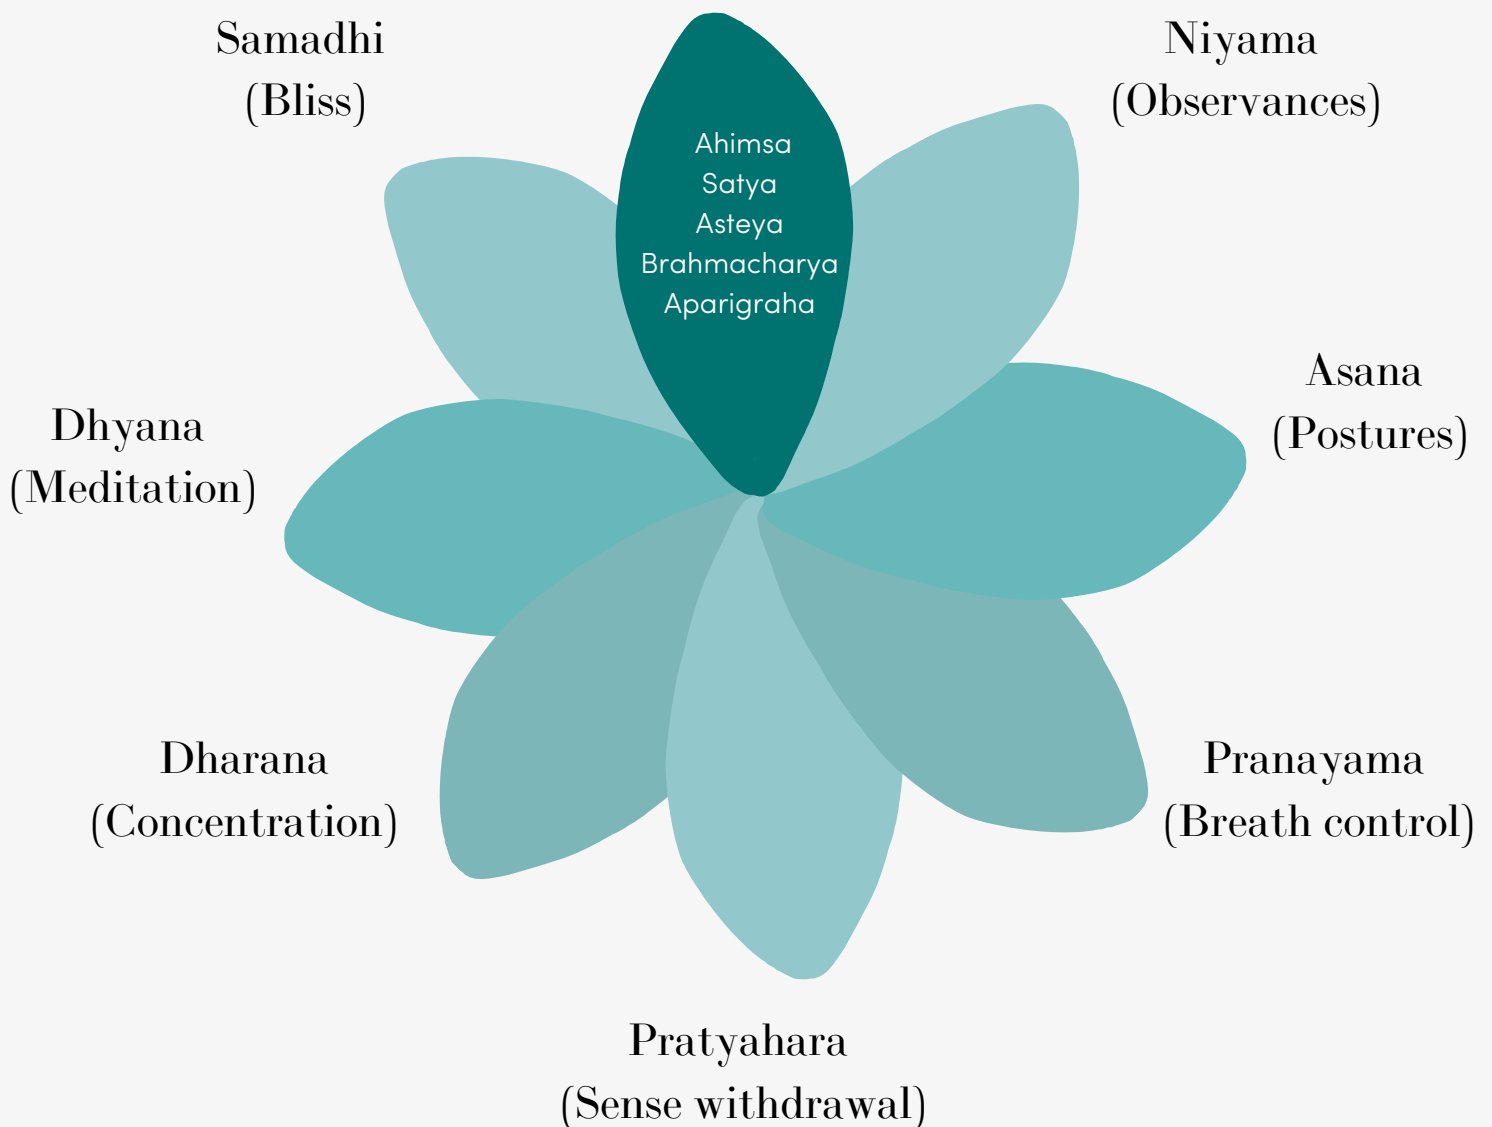 Samadhi
(Bliss)
Ahimsa
Satya
Asteya
Brahmacharya
Aparigraha
Niyama
(Observances)
Asana
(Postures)
Pranayama
(Breath control)
Pratyahara
(Sense withdrawal)
Dharana
(Concentration)
Dhyana
(Meditation)